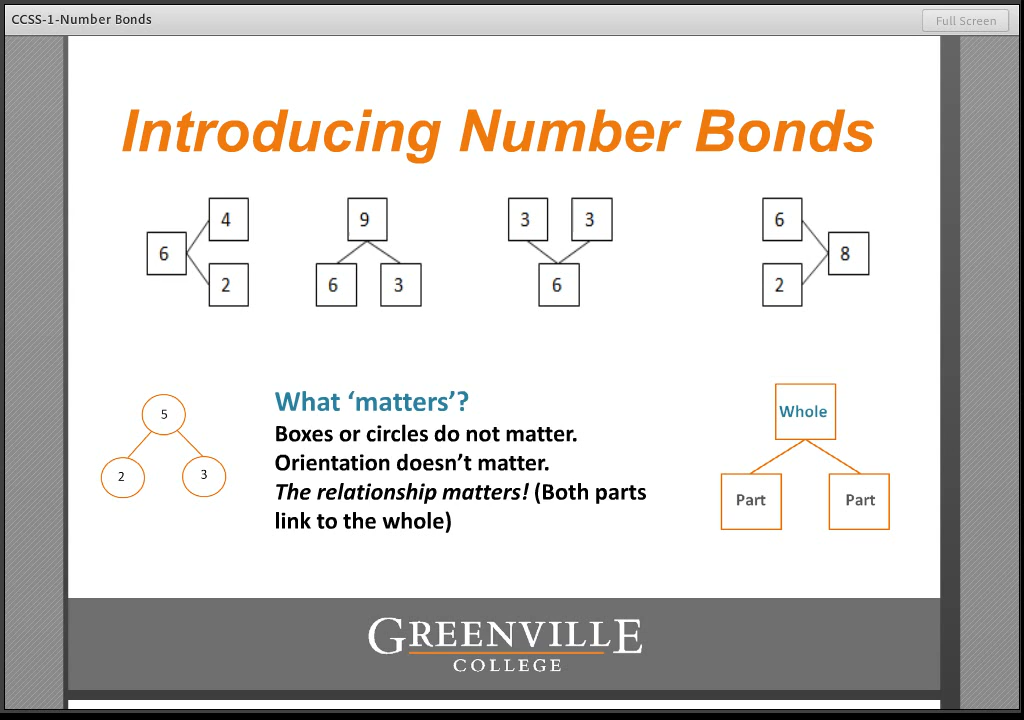 CCSS-1-Number Bonds
Full Screen
Introducing Number Bonds
6 4 2
9 6 3
3 3 6
6 2 8
5
2 3
What ‘matters’?
Boxes or circles do not matter.
Orientation doesn’t matter.
The relationship matters! (Both parts
link to the whole)
Whole
Part Part
GREENVILLE
COLLEGE